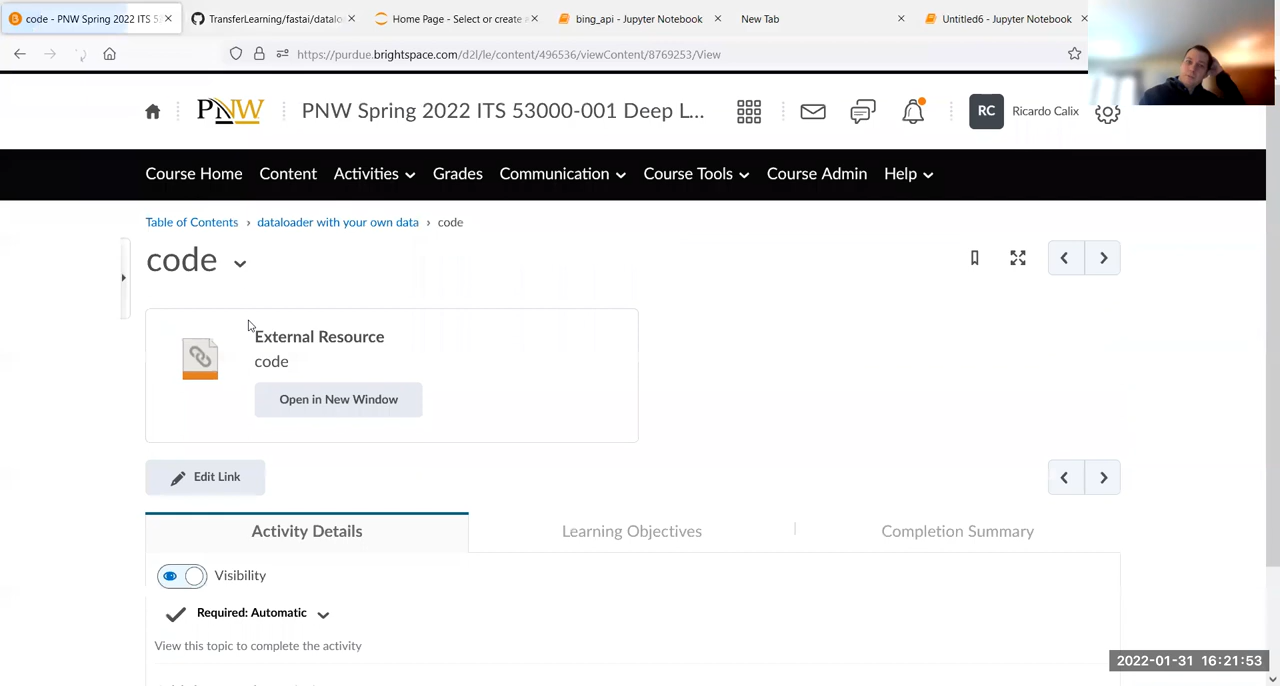 code - PNW Spring 2022 ITS 5
TransferLearning/fastai/datalo
Home Page - Select or create
bing_api - Jupyter Notebook
New Tab
Untitled6 - Jupyter Notebook
https://purdue.brightspace.com/d2l/le/content/496536/viewContent/8769253/View
PNW
PNW Spring 2022 ITS 53000-001 Deep L...
RC
Ricardo Calix
Course Home
Content
Activities
Grades
Communication
Course Tools
Course Admin
Help
Table of Contents › dataloader with your own data › code
code
External Resource
code
Open in New Window
Edit Link
Activity Details
Learning Objectives
Completion Summary
Visibility
Required: Automatic
View this topic to complete the activity
2022-01-31 16:21:53